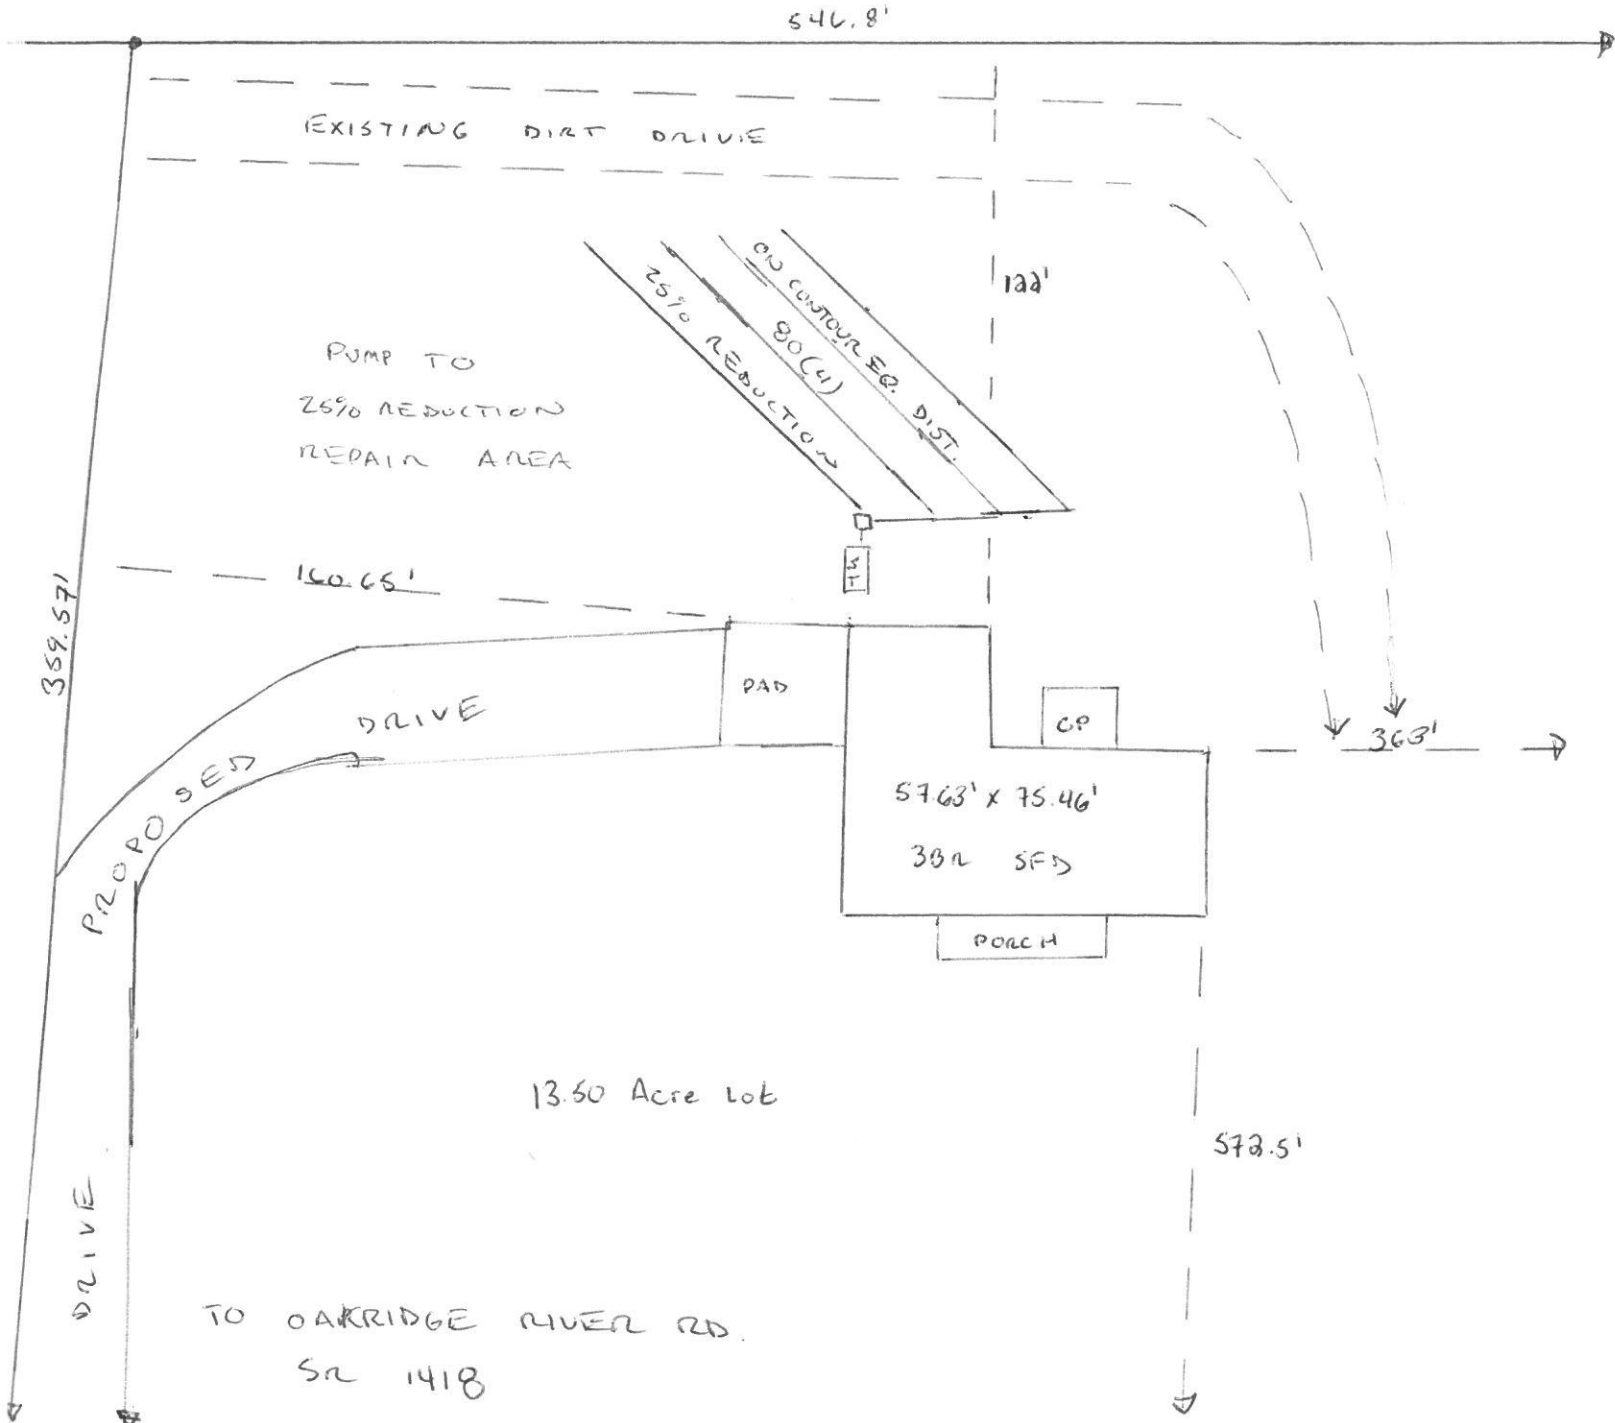 546.8'
EXISTING DIRT DRIVE
122'
ON CONTOUR EQ. DIST.
80(4)
25% REDUCTION
PUMP TO
25% REDUCTION
REPAIR AREA
160.65'
359.57'
PAD
CP
363'
PROPOSED DRIVE
57.63' x 75.46'
3BR SFD
PORCH
13.50 Acre Lot
572.5'
DRIVE
TO OAKRIDGE RIVER RD.
SR 1418